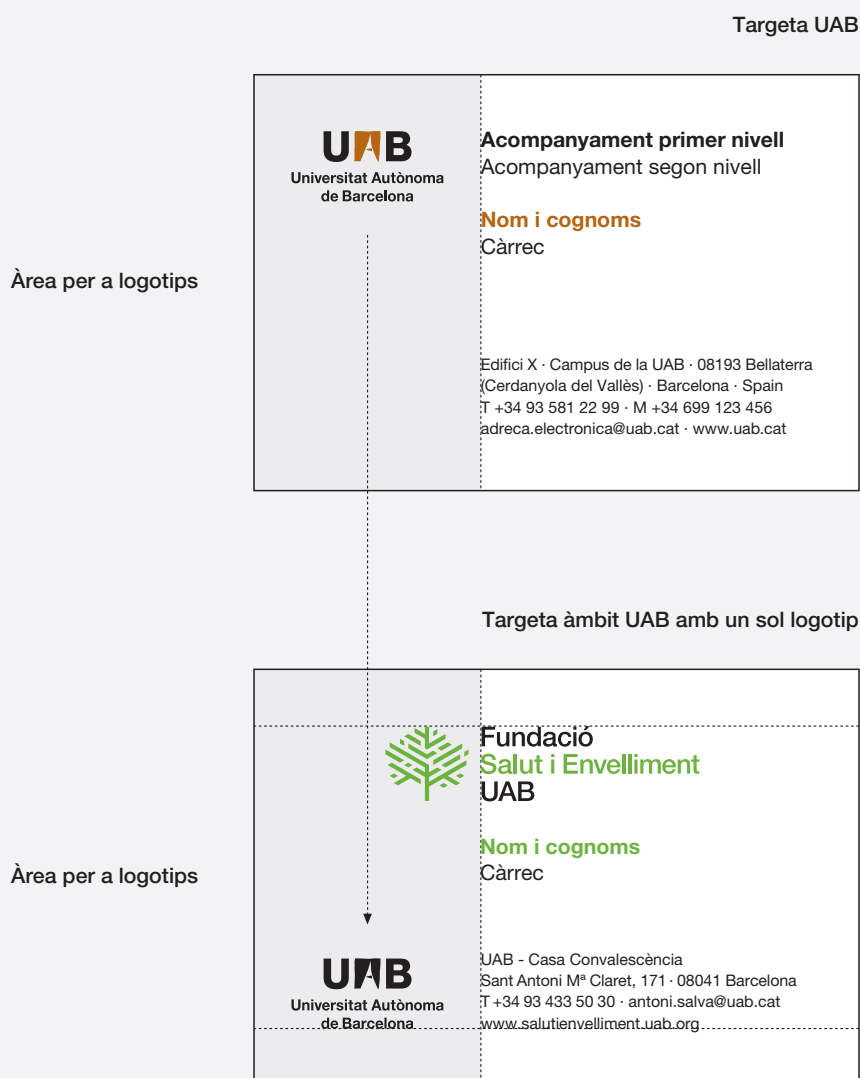 Targeta UAB
UAB
Universitat Autònoma
de Barcelona
Acompanyament primer nivell
Acompanyament segon nivell
Nom i cognoms
Càrrec
Àrea per a logotips
Edifici X · Campus de la UAB · 08193 Bellaterra
(Cerdanyola del Vallès) · Barcelona · Spain
T +34 93 581 22 99 · M +34 699 123 456
adreca.electronica@uab.cat · www.uab.cat
Targeta àmbit UAB amb un sol logotip
Fundació
Salut i Envelliment
UAB
Nom i cognoms
Càrrec
Àrea per a logotips
UAB
Universitat Autònoma
de Barcelona
UAB - Casa Convalescència
Sant Antoni Mª Claret, 171 · 08041 Barcelona
T +34 93 433 50 30 · antoni.salva@uab.cat
www.salutienvelliment.uab.org